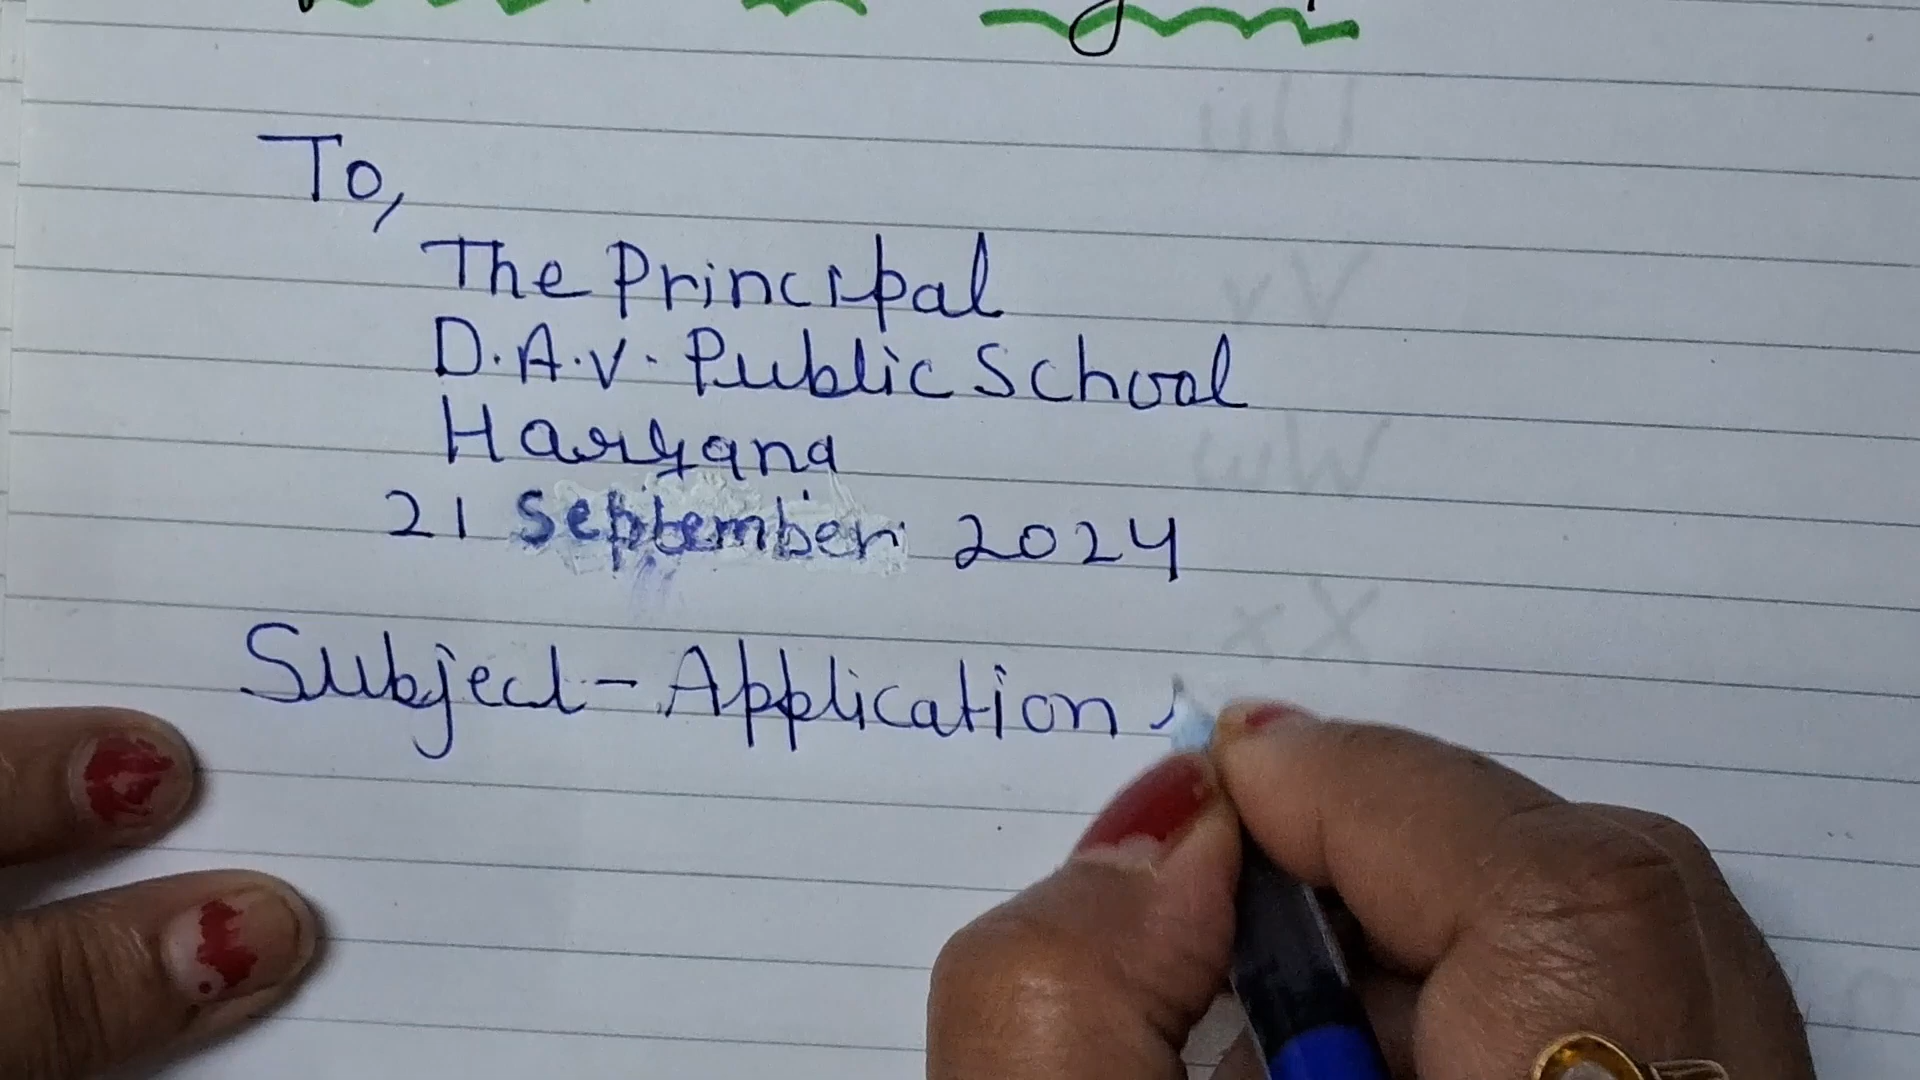 To,
The Principal
D.A.V. Public School
Haryana
21 September 2024
Subject - Application